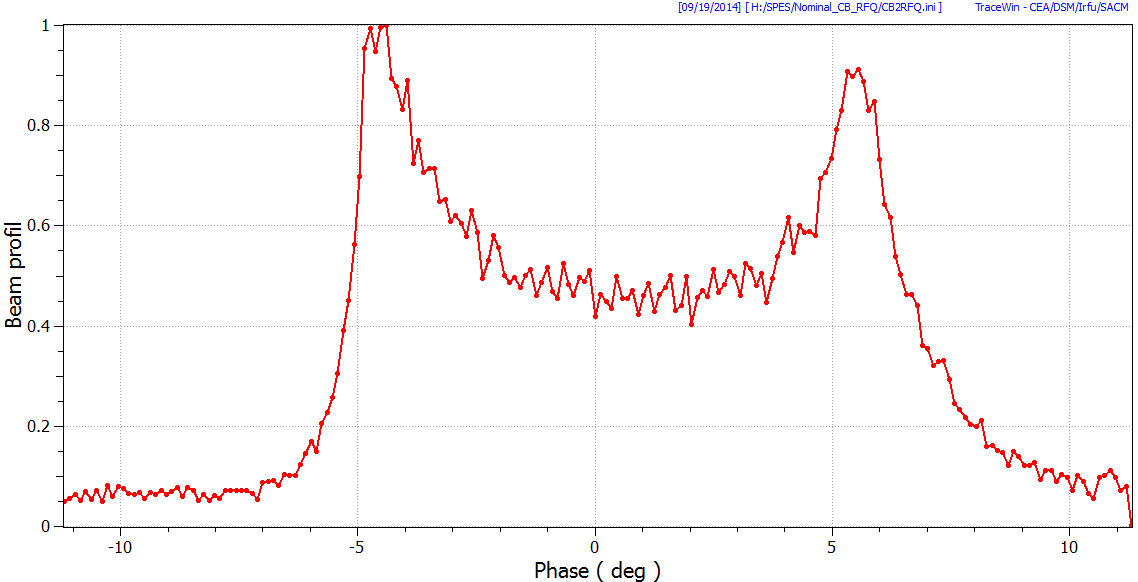 [09/19/2014] [ H:/SPES/Nominal_CB_RFQ/CB2RFQ.ini ] TraceWin - CEA/DSM/Irfu/SACM
1
0.8
0.6
0.4
0.2
0
Beam profil
-10 -5 0 5 10
Phase ( deg )